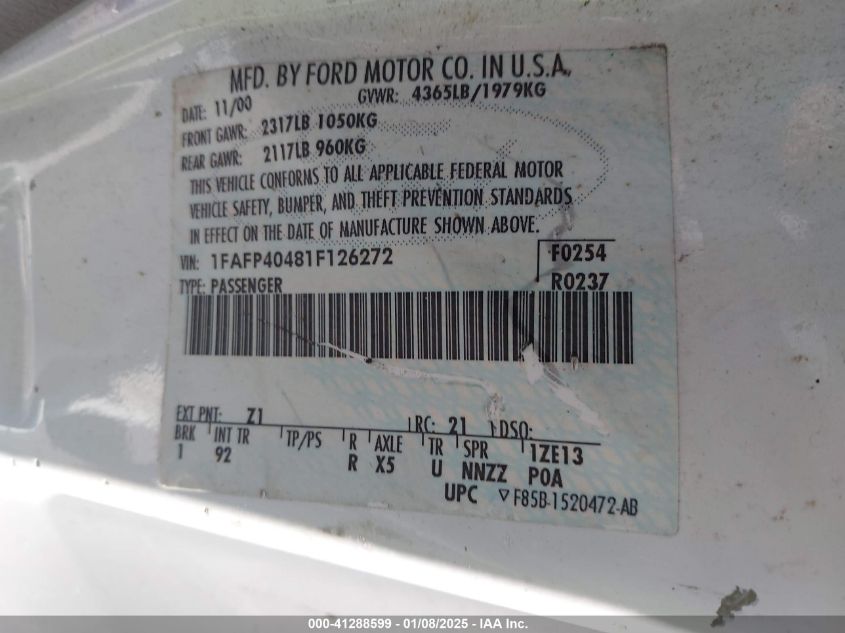 MFD. BY FORD MOTOR CO. IN U.S.A.
DATE: 11/00 GVWR: 4365LB/1979KG
FRONT GAWR: 2317LB 1050KG
REAR GAWR: 2117LB 960KG
THIS VEHICLE CONFORMS TO ALL APPLICABLE FEDERAL MOTOR
VEHICLE SAFETY, BUMPER, AND THEFT PREVENTION STANDARDS
IN EFFECT ON THE DATE OF MANUFACTURE SHOWN ABOVE.
VIN: 1FAFP40481F126272 F0254
TYPE: PASSENGER R0237
EXT PNT: Z1 RC: 21 DSO:
BRK INT TR TP/PS R AXLE TR SPR 1ZE13
1 92 R X5 U NNZZ P0A
UPC ▽F85B-1520472-AB
000-41288599 - 01/08/2025 - IAA Inc.